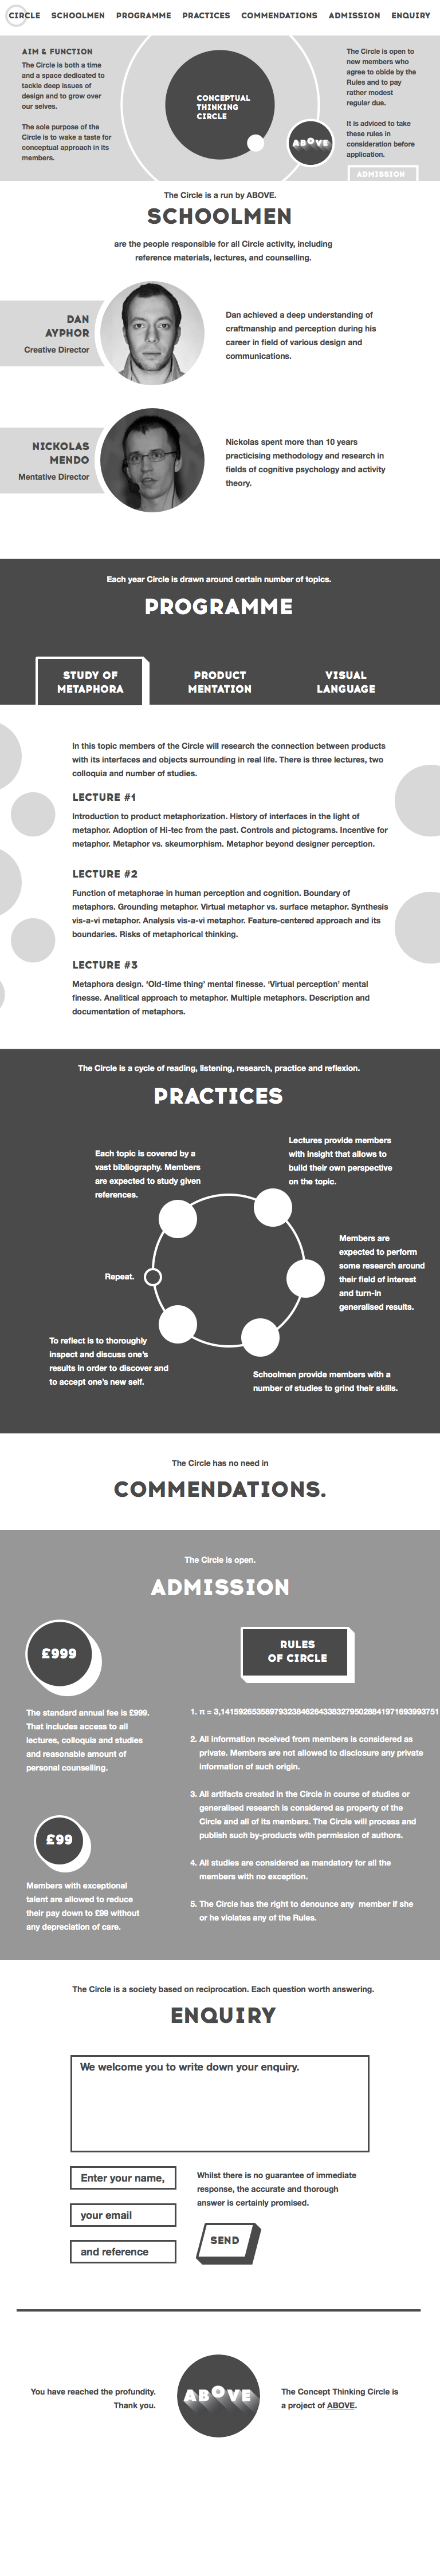 CIRCLE SCHOOLMEN PROGRAMME PRACTICES COMMENDATIONS ADMISSION ENQUIRY
AIM & FUNCTION
The Circle is both a time
and a space dedicated to
tackle deep issues of
design and to grow over
our selves.
The sole purpose of the
Circle is to wake a taste for
conceptual approach in its
members.
CONCEPTUAL
THINKING
CIRCLE
ABOVE
The Circle is open to
new members who
agree to obide by the
Rules and to pay
rather modest
regular due.
It is adviced to take
these rules in
consideration before
application.
ADMISSION
The Circle is a run by ABOVE.
SCHOOLMEN
are the people responsible for all Circle activity, including
reference materials, lectures, and counselling.
DAN
AYPHOR
Creative Director
Dan achieved a deep understanding of
craftmanship and perception during his
career in field of various design and
communications.
NICKOLAS
MENDO
Mentative Director
Nickolas spent more than 10 years
practicising methodology and research in
fields of cognitive psychology and activity
theory.
Each year Circle is drawn around certain number of topics.
PROGRAMME
STUDY OF
METAPHORA
PRODUCT
MENTATION
VISUAL
LANGUAGE
In this topic members of the Circle will research the connection between products
with its interfaces and objects surrounding in real life. There is three lectures, two
colloquia and number of studies.
LECTURE #1
Introduction to product metaphorization. History of interfaces in the light of
metaphor. Adoption of Hi-tec from the past. Controls and pictograms. Incentive for
metaphor. Metaphor vs. skeumorphism. Metaphor beyond designer perception.
LECTURE #2
Function of metaphorae in human perception and cognition. Boundary of
metaphors. Grounding metaphor. Virtual metaphor vs. surface metaphor. Synthesis
vis-a-vi metaphor. Analysis vis-a-vi metaphor. Feature-centered approach and its
boundaries. Risks of metaphorical thinking.
LECTURE #3
Metaphora design. ‘Old-time thing’ mental finesse. ‘Virtual perception’ mental
finesse. Analitical approach to metaphor. Multiple metaphors. Description and
documentation of metaphors.
The Circle is a cycle of reading, listening, research, practice and reflexion.
PRACTICES
Each topic is covered by a
vast bibliography. Members
are expected to study given
references.
Lectures provide members
with insight that allows to
build their own perspective
on the topic.
Members are
expected to perform
some research around
their field of interest
and turn-in
generalised results.
Repeat.
To reflect is to thoroughly
inspect and discuss one’s
results in order to discover and
to accept one’s new self.
Schoolmen provide members with a
number of studies to grind their skills.
The Circle has no need in
COMMENDATIONS.
The Circle is open.
ADMISSION
£999
The standard annual fee is £999.
That includes access to all
lectures, colloquia and studies
and reasonable amount of
personal counselling.
£99
Members with exceptional
talent are allowed to reduce
their pay down to £99 without
any depreciation of care.
RULES
OF CIRCLE
1. π = 3,1415926535897932384626433832795028841971693993751
2. All information received from members is considered as
private. Members are not allowed to disclosure any private
information of such origin.
3. All artifacts created in the Circle in course of studies or
generalised research is considered as property of the
Circle and all of its members. The Circle will process and
publish such by-products with permission of authors.
4. All studies are considered as mandatory for all the
members with no exception.
5. The Circle has the right to denounce any member if she
or he violates any of the Rules.
The Circle is a society based on reciprocation. Each question worth answering.
ENQUIRY
We welcome you to write down your enquiry.
Enter your name,
your email
and reference
Whilst there is no guarantee of immediate
response, the accurate and thorough
answer is certainly promised.
SEND
You have reached the profundity.
Thank you.
ABOVE
The Concept Thinking Circle is
a project of ABOVE.